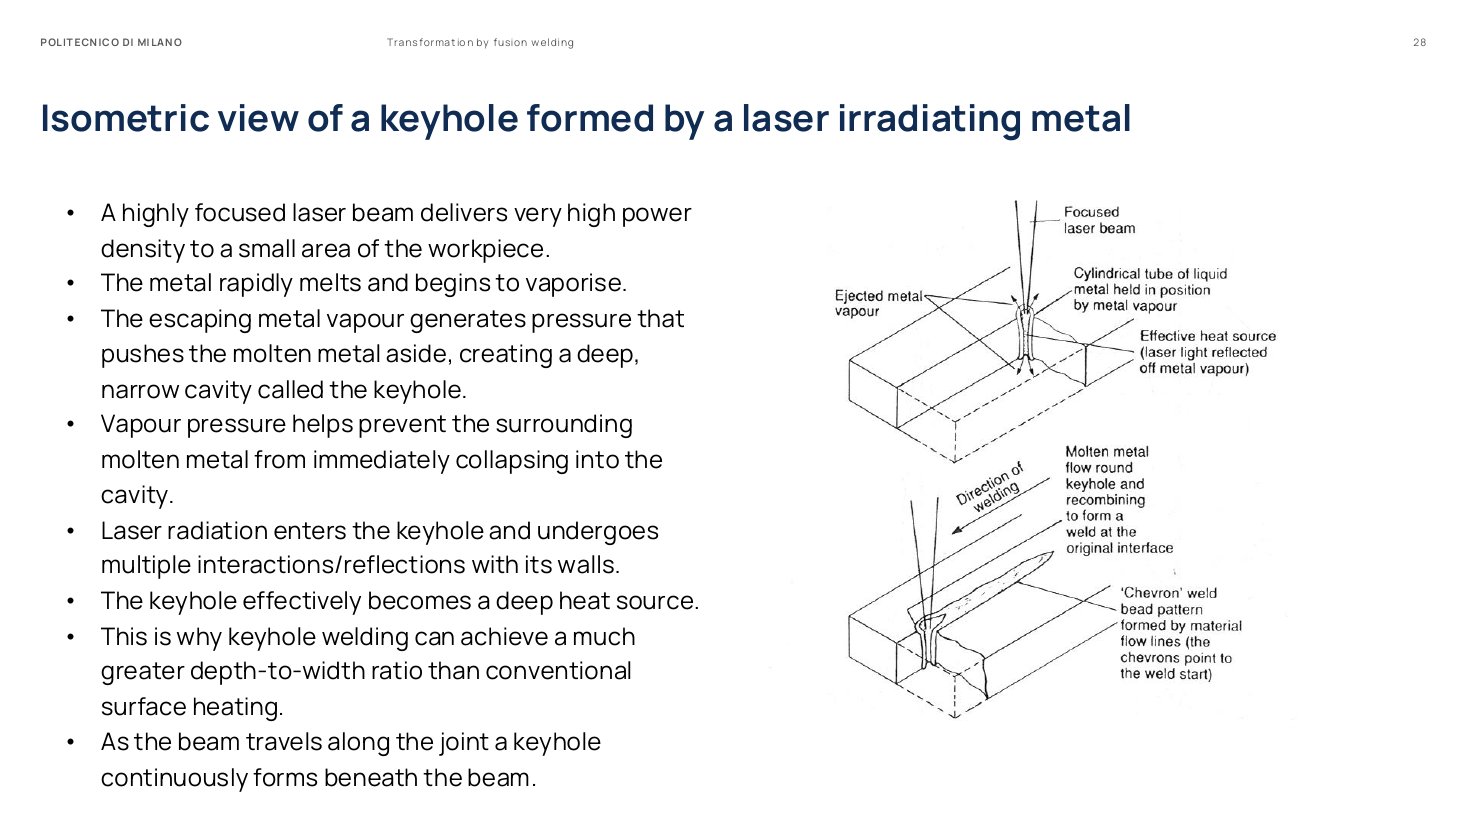 POLITECNICO DI MILANO
Transformation by fusion welding
28
Isometric view of a keyhole formed by a laser irradiating metal
• A highly focused laser beam delivers very high power
density to a small area of the workpiece.
• The metal rapidly melts and begins to vaporise.
• The escaping metal vapour generates pressure that
pushes the molten metal aside, creating a deep,
narrow cavity called the keyhole.
• Vapour pressure helps prevent the surrounding
molten metal from immediately collapsing into the
cavity.
• Laser radiation enters the keyhole and undergoes
multiple interactions/reflections with its walls.
• The keyhole effectively becomes a deep heat source.
• This is why keyhole welding can achieve a much
greater depth-to-width ratio than conventional
surface heating.
• As the beam travels along the joint a keyhole
continuously forms beneath the beam.
Focused
laser beam
Cylindrical tube of liquid
metal held in position
by metal vapour
Ejected metal
vapour
Effective heat source
(laser light reflected
off metal vapour)
Direction of
welding
Molten metal
flow round
keyhole and
recombining
to form a
weld at the
original interface
‘Chevron’ weld
bead pattern
formed by material
flow lines (the
chevrons point to
the weld start)